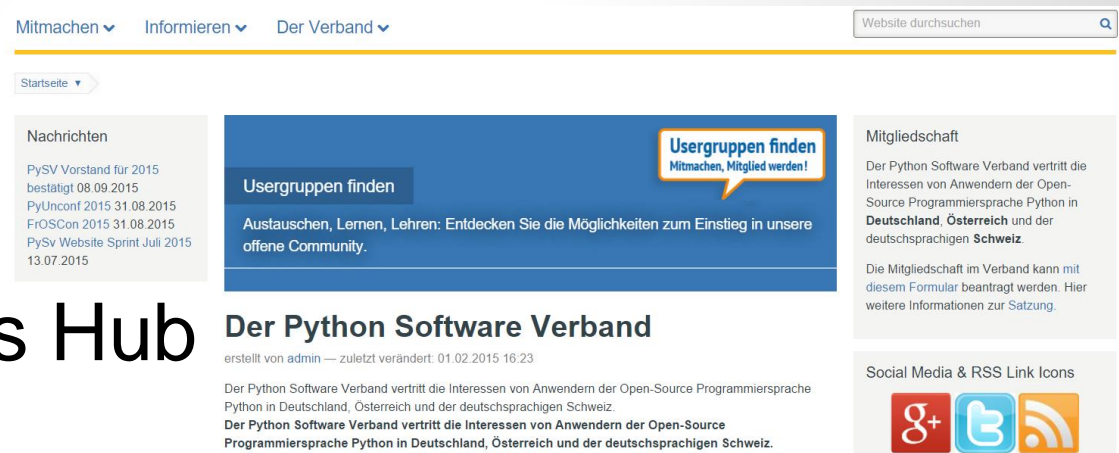 Mitmachen Informieren Der Verband
Website durchsuchen
Startseite
Nachrichten
PySV Vorstand für 2015
bestätigt 08.09.2015
PyUnconf 2015 31.08.2015
FrOSCon 2015 31.08.2015
PySv Website Sprint Juli 2015
13.07.2015
s Hub
Usergruppen finden
Mitmachen, Mitglied werden!
Usergruppen finden
Austauschen, Lernen, Lehren: Entdecken Sie die Möglichkeiten zum Einstieg in unsere
offene Community.
Der Python Software Verband
erstellt von admin — zuletzt verändert: 01.02.2015 16:23
Der Python Software Verband vertritt die Interessen von Anwendern der Open-Source Programmiersprache
Python in Deutschland, Österreich und der deutschsprachigen Schweiz.
Der Python Software Verband vertritt die Interessen von Anwendern der Open-Source
Programmiersprache Python in Deutschland, Österreich und der deutschsprachigen Schweiz.
Mitgliedschaft
Der Python Software Verband vertritt die
Interessen von Anwendern der Open-
Source Programmiersprache Python in
Deutschland, Österreich und der
deutschsprachigen Schweiz.
Die Mitgliedschaft im Verband kann mit
diesem Formular beantragt werden. Hier
weitere Informationen zur Satzung.
Social Media & RSS Link Icons
g+